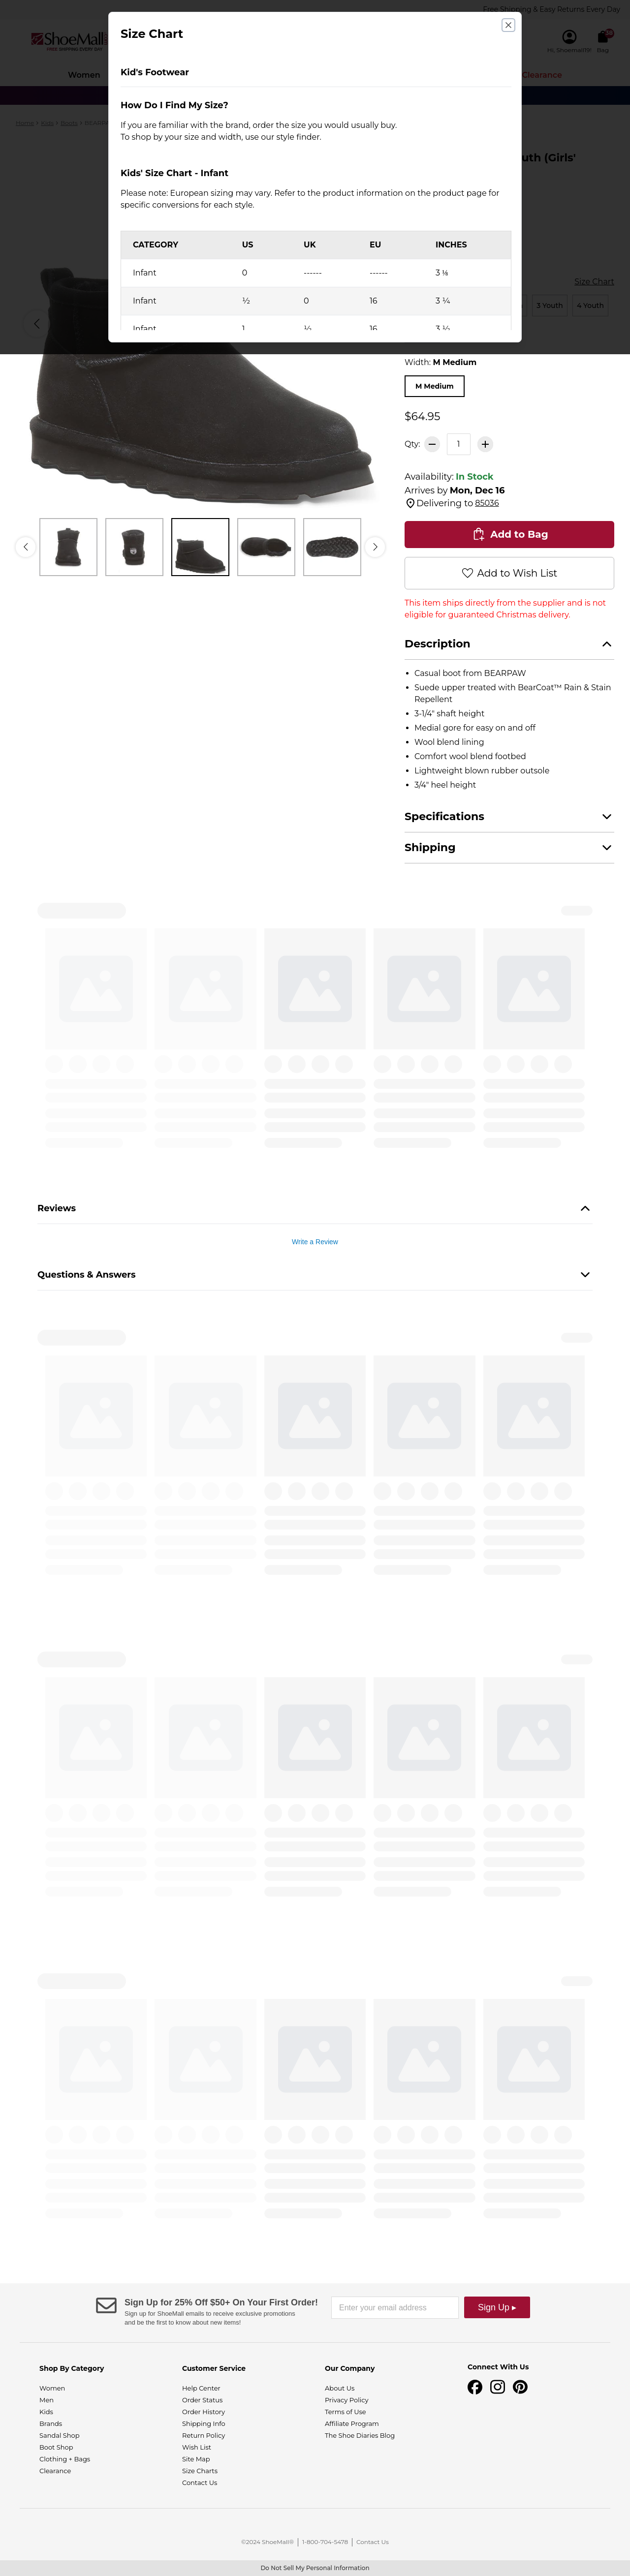 Free Shipping & Easy Returns Every Day
ShoeMall
FREE SHIPPING EVERY DAY
Bag
Women
Clearance
Home / Kids / Boots /
Youth (Girls'
Size Chart
3 Youth
4 Youth
Size Chart
Kid's Footwear
How Do I Find My Size?
If you are familiar with the brand, order the size you would usually buy.
To shop by your size and width, use our style finder.
Kids' Size Chart - Infant
Please note: European sizing may vary. Refer to the product information on the product page for
specific conversions for each style.
CATEGORY US UK EU INCHES
Infant 0 ------ ------ 3 ⅛
Infant ½ 0 16 3 ¼
Infant 1 ½ 16 3 ½
Width: M Medium
M Medium
$64.95
Qty: 1
Availability: In Stock
Arrives by Mon, Dec 16
Delivering to 85036
Add to Bag
Add to Wish List
This item ships directly from the supplier and is not
eligible for guaranteed Christmas delivery.
Description
• Casual boot from BEARPAW
• Suede upper treated with BearCoat™ Rain & Stain
Repellent
• 3-1/4" shaft height
• Medial gore for easy on and off
• Wool blend lining
• Comfort wool blend footbed
• Lightweight blown rubber outsole
• 3/4" heel height
Specifications
Shipping
Reviews
Write a Review
Questions & Answers
Sign Up for 25% Off $50+ On Your First Order!
Sign up for ShoeMall emails to receive exclusive promotions
and be the first to know about new items!
Enter your email address
Sign Up ▸
Shop By Category
Women
Men
Kids
Brands
Sandal Shop
Boot Shop
Clothing + Bags
Clearance
Customer Service
Help Center
Order Status
Order History
Shipping Info
Return Policy
Wish List
Site Map
Size Charts
Contact Us
Our Company
About Us
Privacy Policy
Terms of Use
Affiliate Program
The Shoe Diaries Blog
Connect With Us
©2024 ShoeMall® | 1-800-704-5478 | Contact Us
Do Not Sell My Personal Information